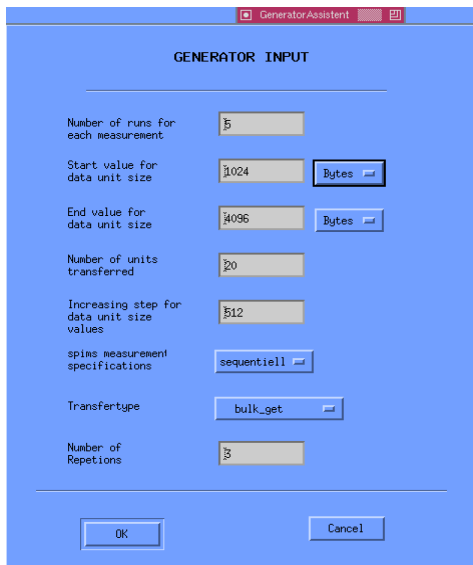 GeneratorAssistent
GENERATOR INPUT
Number of runs for
each measurement
5
Start value for
data unit size
1024
Bytes
End value for
data unit size
4096
Bytes
Number of units
transferred
20
Increasing step for
data unit size
values
512
spims measurement
specifications
sequentiell
Transfertype
bulk_get
Number of
Repetions
3
OK
Cancel